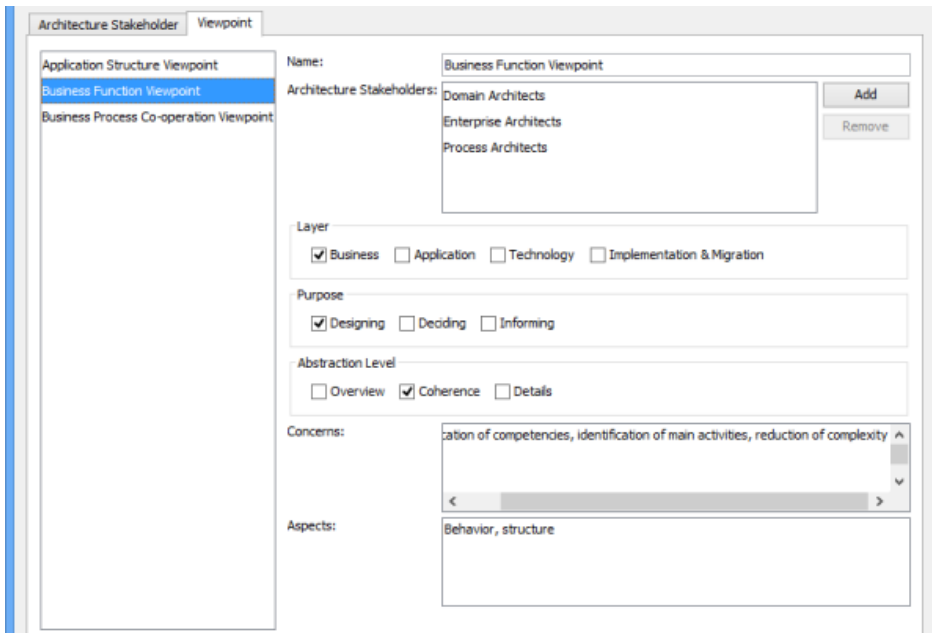 Architecture Stakeholder Viewpoint
Application Structure Viewpoint
Business Function Viewpoint
Business Process Co-operation Viewpoint
Name: Business Function Viewpoint
Architecture Stakeholders: Domain Architects
Enterprise Architects
Process Architects
Add
Remove
Layer
Business Application Technology Implementation & Migration
Purpose
Designing Deciding Informing
Abstraction Level
Overview Coherence Details
Concerns: cation of competencies, identification of main activities, reduction of complexity
Aspects: Behavior, structure